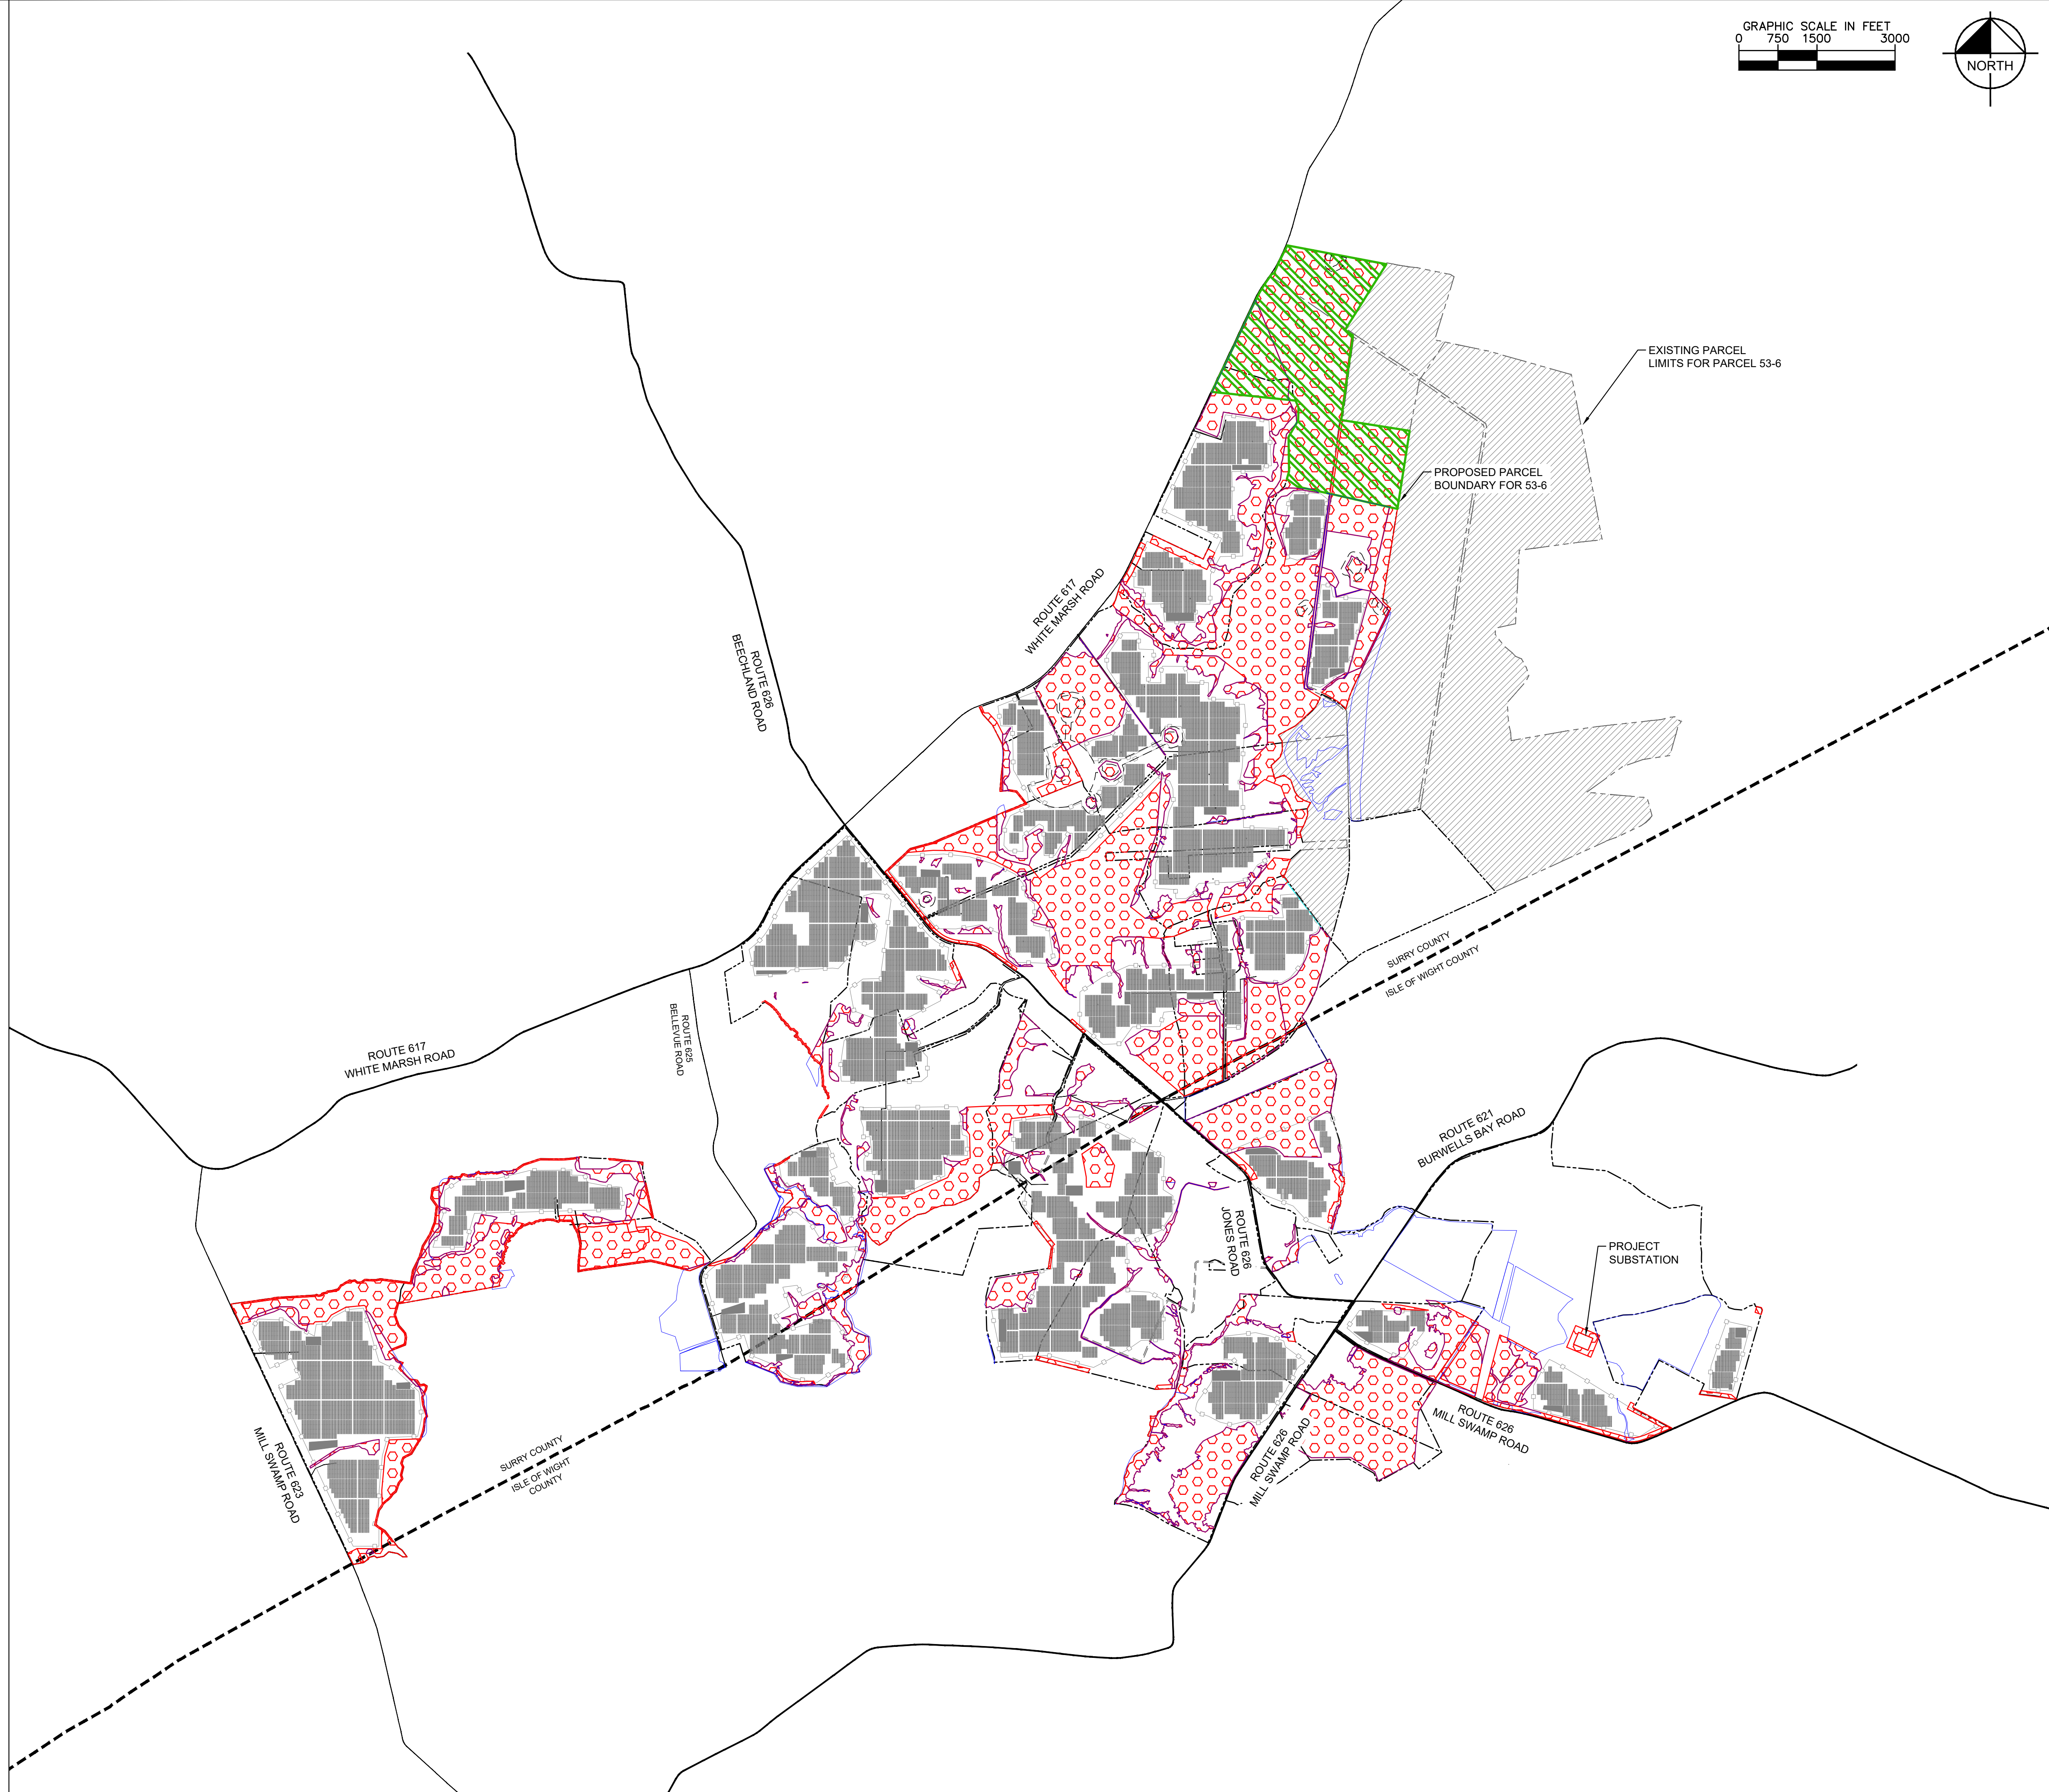 GRAPHIC SCALE IN FEET
0 750 1500 3000
NORTH
EXISTING PARCEL
LIMITS FOR PARCEL 53-6
PROPOSED PARCEL
BOUNDARY FOR 53-6
ROUTE 617
WHITE MARSH ROAD
ROUTE 626
BEECHLAND ROAD
SURRY COUNTY
ISLE OF WIGHT COUNTY
ROUTE 625
BELLEVUE ROAD
ROUTE 617
WHITE MARSH ROAD
ROUTE 621
BURWELLS BAY ROAD
ROUTE 626
JONES ROAD
PROJECT
SUBSTATION
ROUTE 626
MILL SWAMP ROAD
ROUTE 626
MILL SWAMP ROAD
ROUTE 623
MILL SWAMP ROAD
SURRY COUNTY
ISLE OF WIGHT
COUNTY